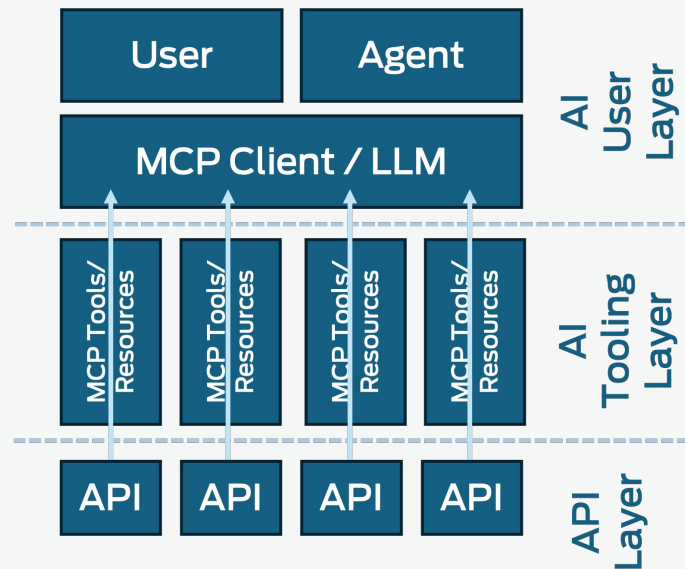 User
Agent
MCP Client / LLM
AI
User
Layer
MCP Tools/
Resources
MCP Tools/
Resources
MCP Tools/
Resources
MCP Tools/
Resources
AI
Tooling
Layer
API
API
API
API
API
Layer